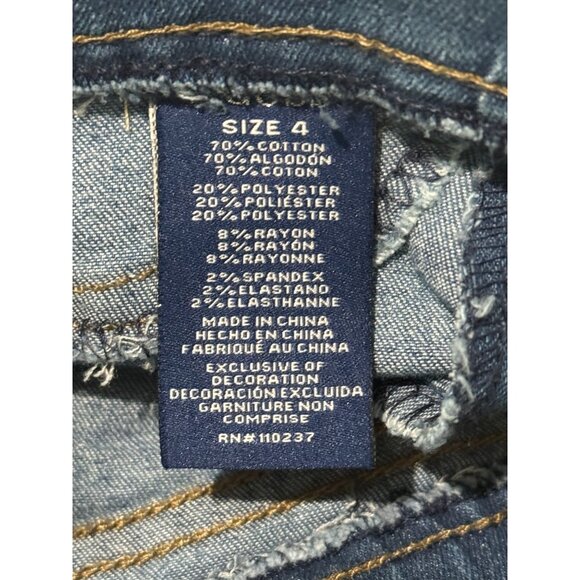 SIZE 4
70% COTTON
70% ALGODÓN
70% COTON
20% POLYESTER
20% POLIÉSTER
20% POLYESTER
8% RAYON
8% RAYÓN
8% RAYONNE
2% SPANDEX
2% ELASTANO
2% ELASTHANNE
MADE IN CHINA
HECHO EN CHINA
FABRIQUÉ AU CHINA
EXCLUSIVE OF
DECORATION
DECORACIÓN EXCLUIDA
GARNITURE NON
COMPRISE
RN# 110237